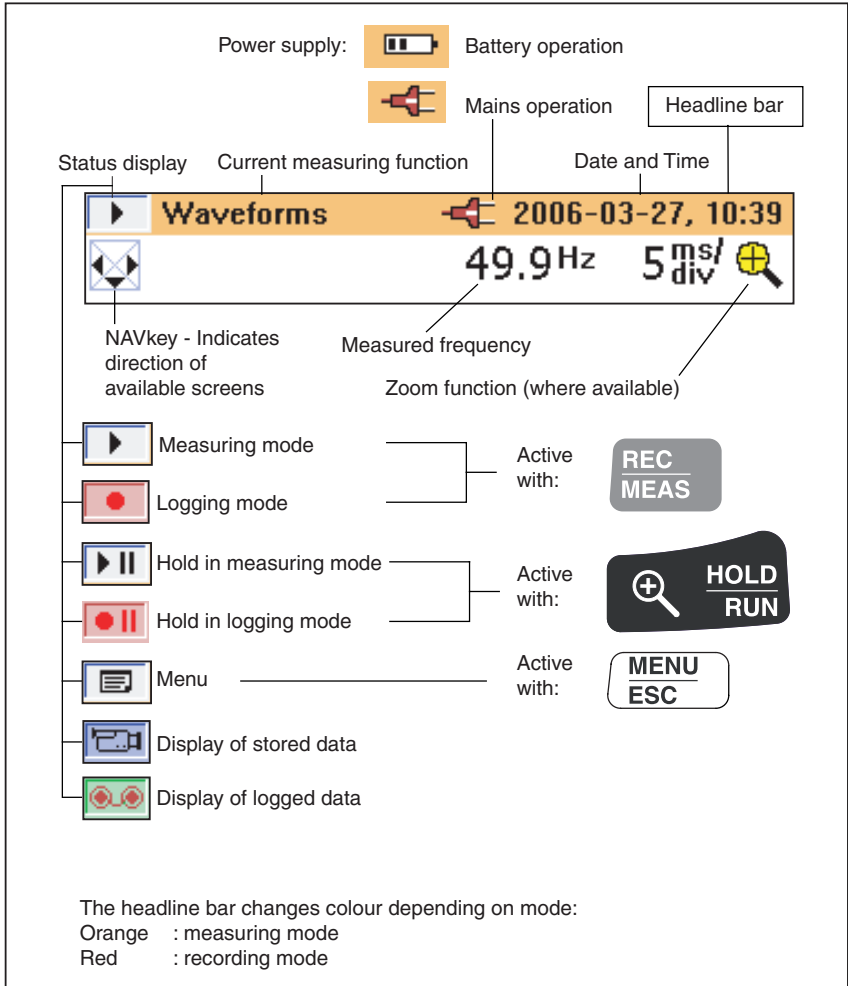 Power supply: Battery operation
Mains operation
Headline bar
Status display Current measuring function Date and Time
Waveforms 2006-03-27, 10:39
49.9 Hz 5 ms/div
NAVkey - Indicates
direction of
available screens
Measured frequency
Zoom function (where available)
Measuring mode
Logging mode
Active
with:
REC
MEAS
Hold in measuring mode
Hold in logging mode
Active
with:
HOLD
RUN
Menu
Active
with:
MENU
ESC
Display of stored data
Display of logged data
The headline bar changes colour depending on mode:
Orange : measuring mode
Red : recording mode